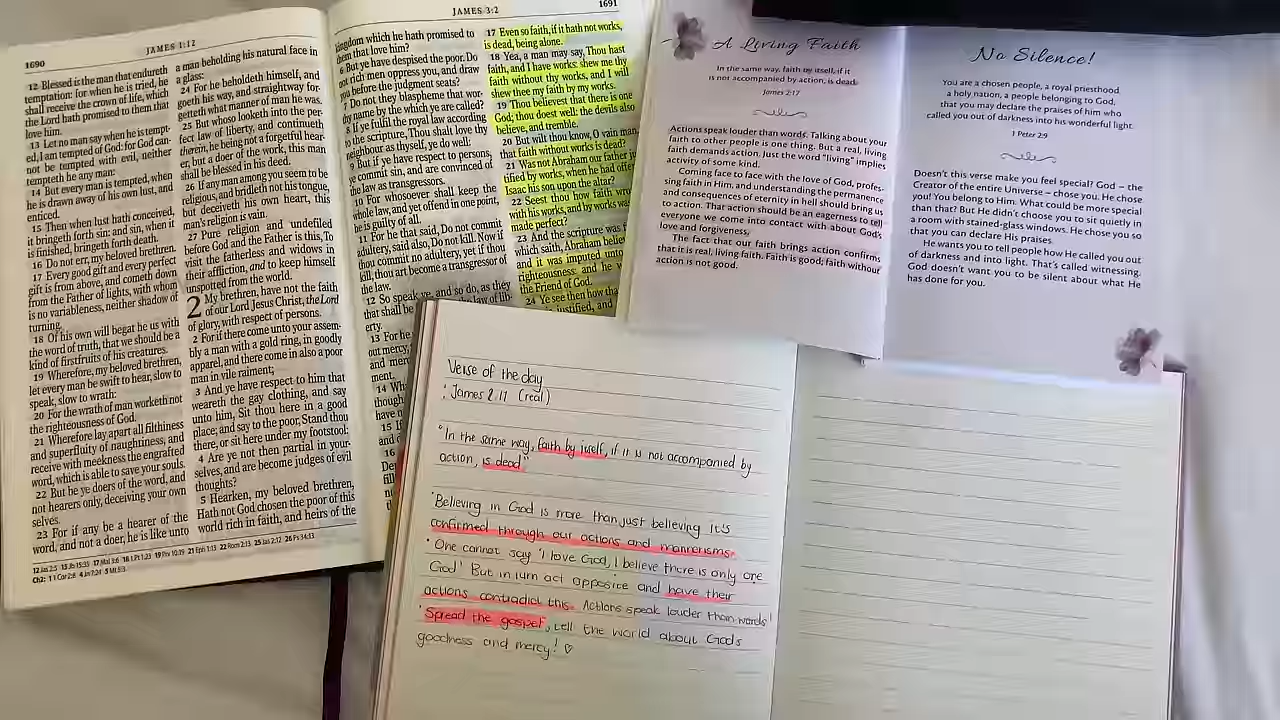 JAMES 1:12
1690
12 Blessed is the man that endureth
temptation: for when he is tried, he
shall receive the crown of life, which
the Lord hath promised to them that
love him.
13 Let no man say when he is tempt-
ed, I am tempted of God: for God can-
not be tempted with evil, neither
tempteth he any man:
14 But every man is tempted, when
he is drawn away of his own lust, and
enticed.
15 Then when lust hath conceived,
it bringeth forth sin: and sin, when it
is finished, bringeth forth death.
16 Do not err, my beloved brethren.
17 Every good gift and every perfect
gift is from above, and cometh down
from the Father of lights, with whom
is no variableness, neither shadow of
turning.
18 Of his own will begat he us with
the word of truth, that we should be a
kind of firstfruits of his creatures.
19 Wherefore, my beloved brethren,
let every man be swift to hear, slow to
speak, slow to wrath:
20 For the wrath of man worketh not
the righteousness of God.
21 Wherefore lay apart all filthiness
and superfluity of naughtiness, and
receive with meekness the engrafted
word, which is able to save your souls.
22 But be ye doers of the word, and
not hearers only, deceiving your own
selves.
23 For if any be a hearer of the
word, and not a doer, he is like unto
a man beholding his natural face in
a glass:
24 For he beholdeth himself, and
goeth his way, and straightway for-
getteth what manner of man he was.
25 But whoso looketh into the per-
fect law of liberty, and continueth
therein, he being not a forgetful hear-
er, but a doer of the work, this man
shall be blessed in his deed.
26 If any man among you seem to be
religious, and bridleth not his tongue,
but deceiveth his own heart, this
man's religion is vain.
27 Pure religion and undefiled
before God and the Father is this, To
visit the fatherless and widows in
their affliction, and to keep himself
unspotted from the world.
2 My brethren, have not the faith
of our Lord Jesus Christ, the Lord
of glory, with respect of persons.
2 For if there come unto your assem-
bly a man with a gold ring, in goodly
apparel, and there come in also a poor
man in vile raiment;
3 And ye have respect to him that
weareth the gay clothing, and say
unto him, Sit thou here in a good
place; and say to the poor, Stand thou
there, or sit here under my footstool:
4 Are ye not then partial in your-
selves, and are become judges of evil
thoughts?
5 Hearken, my beloved brethren,
Hath not God chosen the poor of this
world rich in faith, and heirs of the
JAMES 3:2
1691
kingdom which he hath promised to
them that love him?
6 But ye have despised the poor. Do
not rich men oppress you, and draw
you before the judgment seats?
7 Do not they blaspheme that wor-
thy name by the which ye are called?
8 If ye fulfil the royal law according
to the scripture, Thou shalt love thy
neighbour as thyself, ye do well:
9 But if ye have respect to persons,
ye commit sin, and are convinced of
the law as transgressors.
10 For whosoever shall keep the
whole law, and yet offend in one point,
he is guilty of all.
11 For he that said, Do not commit
adultery, said also, Do not kill. Now if
thou commit no adultery, yet if thou
kill, thou art become a transgressor of
the law.
12 So speak ye, and so do, as they
that shall be by the law of lib-
erty.
13 For he
out mercy,
and mer
ment.
14 Wh
though
have n
15 If
and
16
17 Even so faith, if it hath not works,
is dead, being alone.
18 Yea, a man may say, Thou hast
faith, and I have works: shew me thy
faith without thy works, and I will
shew thee my faith by my works.
19 Thou believest that there is one
God; thou doest well: the devils also
believe, and tremble.
20 But wilt thou know, O vain man,
that faith without works is dead?
21 Was not Abraham our father ju
tified by works, when he had offer
Isaac his son upon the altar?
22 Seest thou how faith wro
with his works, and by works was
made perfect?
23 And the scripture was f
which saith, Abraham belie
and it was imputed unto
righteousness: and he w
the Friend of God.
24 Ye see then how tha
justified, and
A Living Faith
In the same way, faith by itself, if it
is not accompanied by action, is dead.
James 2:17
Actions speak louder than words. Talking about your
faith to other people is one thing. But a real, living
faith demand action. Just the word "living" implies
activity of some kind.
Coming face to face with the love of God, profes-
sing faith in Him, and understanding the permanence
and consequences of eternity in hell should bring us
to action. That action should be an eagerness to tell
everyone we come into contact with about God's
love and forgiveness.
The fact that our faith brings action confirms
that it is real, living faith. Faith is good; faith without
action is not good.
No Silence!
You are a chosen people, a royal priesthood,
a holy nation, a people belonging to God,
that you may declare the praises of him who
called you out of darkness into his wonderful light.
1 Peter 2:9
Doesn't this verse make you feel special? God – the
Creator of the entire Universe – chose you. He chose
you! You belong to Him. What could be more special
than that? But He didn't choose you to sit quietly in
a room with stained-glass windows. He chose you so
that you can declare His praises.
He wants you to tell people how He called you out
of darkness and into light. That's called witnessing.
God doesn't want you to be silent about what He
has done for you.
Verse of the day
: James 2:11 (real)
"In the same way, faith by itself, if it is not accompanied by
action, is dead"
'Believing in God is more than just believing it's
confirmed through our actions and mannerisms.
' One cannot say 'I love God, I believe there is only one
God' But in turn act opposite and have their
actions contradict this. Actions speak louder than words!
'Spread the gospel', tell the world about God's
goodness and mercy! ♡